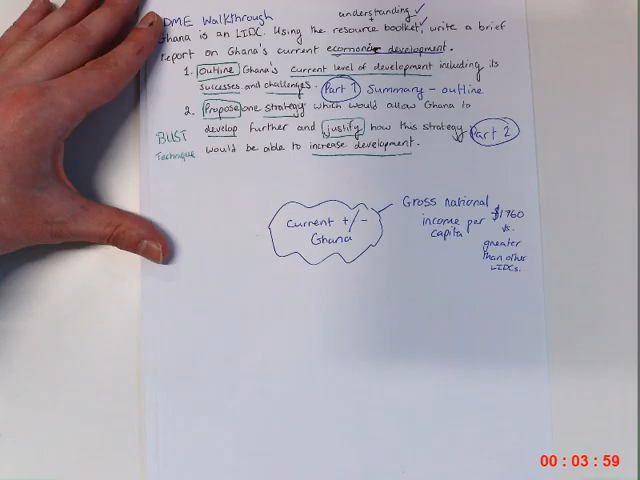 DME Walkthrough
understanding ✓
+
Ghana is an LIDC. Using the resource booklet ✓, write a brief
report on Ghana's current economic development.
1. Outline Ghana's current level of development including its
successes and challenges. Part 1 Summary - outline
2. Propose one strategy which would allow Ghana to
develop further and justify how this strategy Part 2
would be able to increase development.
BUST
Technique
Current +/-
Ghana
Gross national
income per
capita
$1760
vs.
greater
than other
LIDCs.
00 : 03 : 59